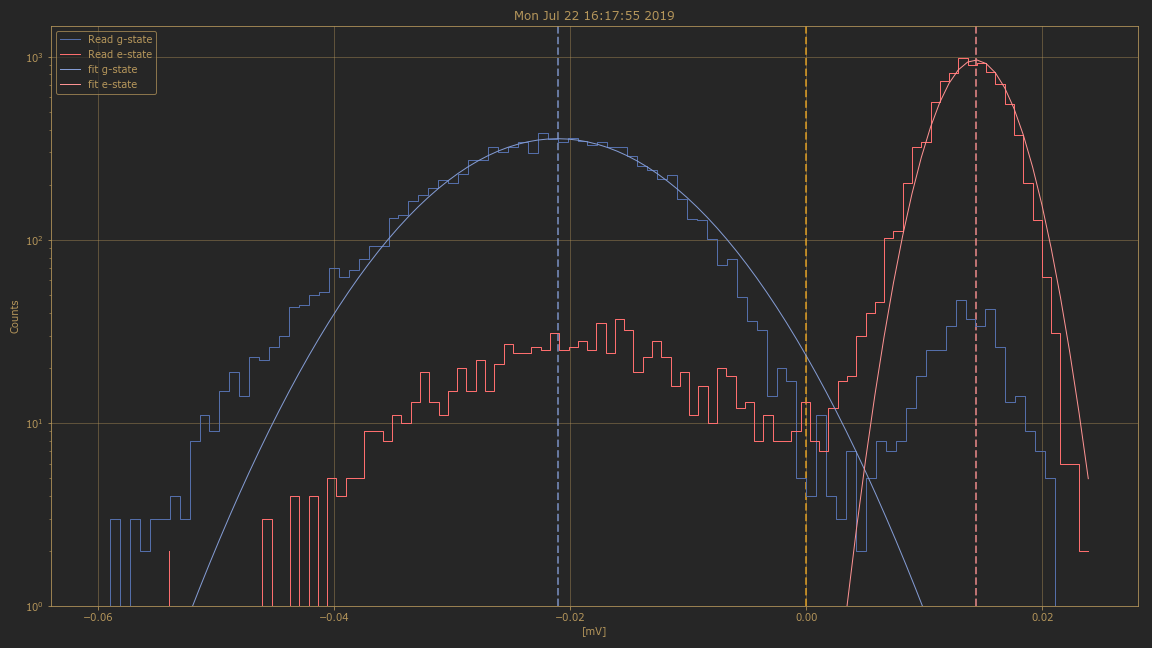 Mon Jul 22 16:17:55 2019
Read g-state
Read e-state
fit g-state
fit e-state
10³
10²
10¹
10⁰
Counts
−0.06
−0.04
−0.02
0.00
0.02
[mV]